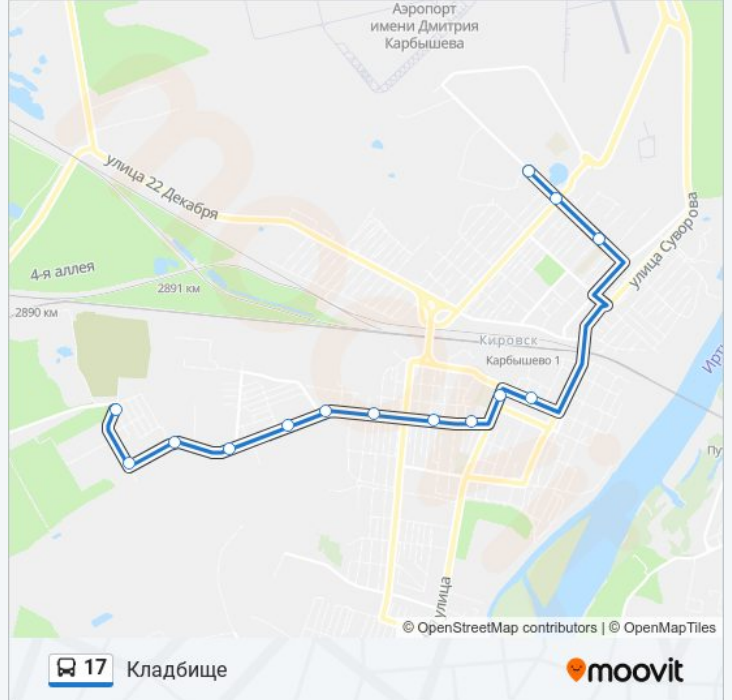 Аэропорт
имени Дмитрия
Карбышева
улица 22 Декабря
улица Суворова
4-я аллея
2891 км
2890 км
Кировск
Карбышево 1
улица
© OpenStreetMap contributors | © OpenMapTiles
17 Кладбище
moovit